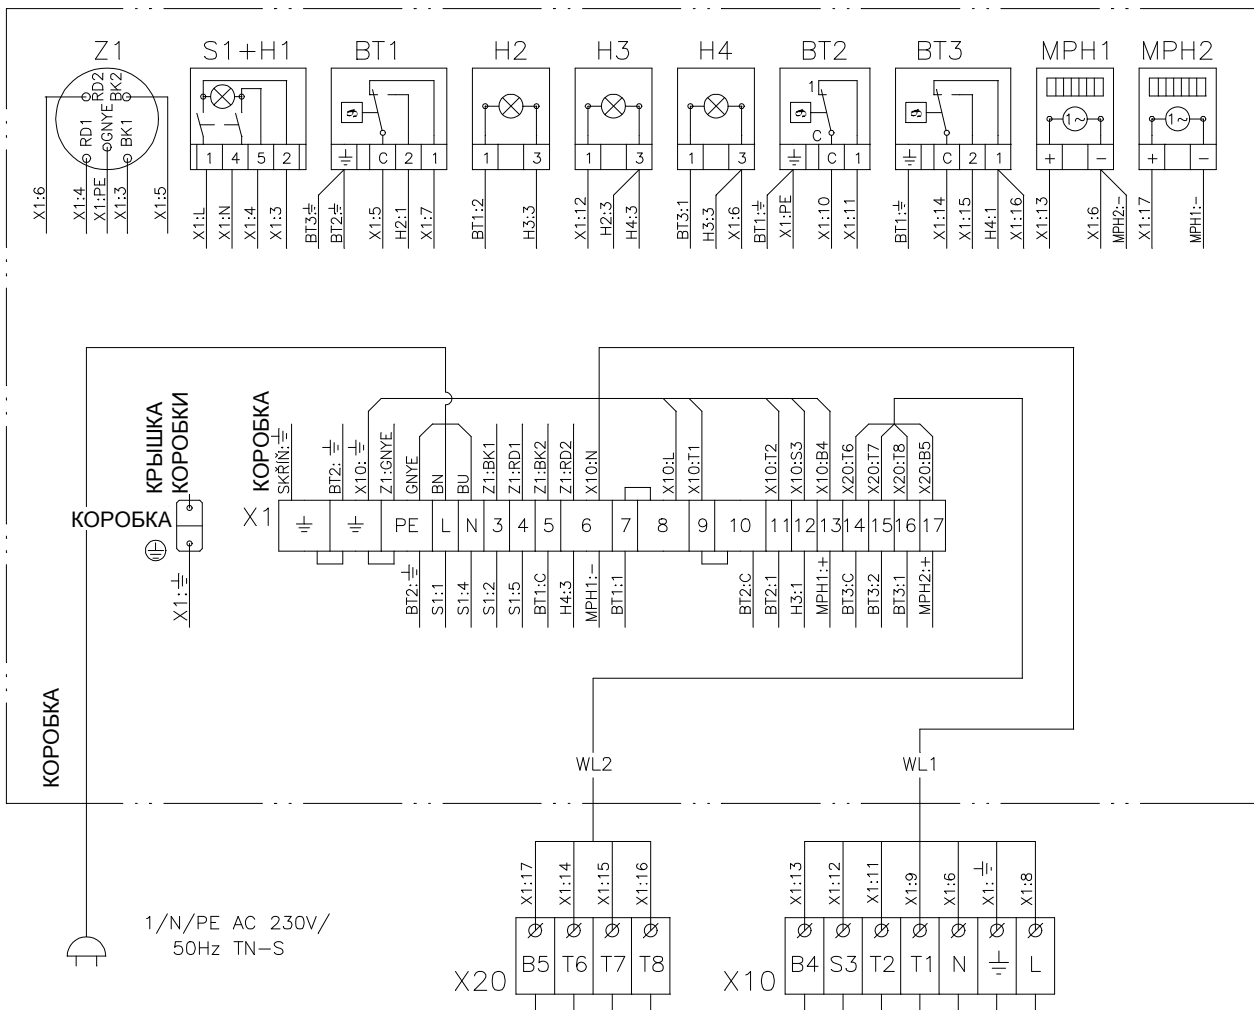 Z1 S1+H1 BT1 H2 H3 H4 BT2 BT3 MPH1 MPH2
RD2 BK2
RD1 GNYE BK1
ϑ
1
ϑ
C
ϑ
1~
1~
1 4 5 2
C 2 1
1 3
1 3
1 3
C 1
C 2 1
+ −
+ −
X1:6
X1:4
X1:PE
X1:3
X1:5
X1:L
X1:N
X1:4
X1:3
BT3:⏚
BT2:⏚
X1:5
H2:1
X1:7
BT1:2
H3:3
X1:12
H2:3
H4:3
BT3:1
H3:3
X1:6
BT1:⏚
X1:PE
X1:10
X1:11
BT1:⏚
X1:14
X1:15
H4:1
X1:16
X1:13
X1:6
MPH2:-
X1:17
MPH1:-
КРЫШКА
КОРОБКИ
КОРОБКА
X1:⏚
КОРОБКА
SKŘÍŇ:⏚
BT2:⏚
X10:⏚
Z1:GNYE
GNYE
BN
BU
Z1:BK1
Z1:RD1
Z1:BK2
Z1:RD2
X10:N
X10:L
X10:T1
X10:T2
X10:S3
X10:B4
X20:T6
X20:T7
X20:T8
X20:B5
X1 ⏚ ⏚ PE L N 3 4 5 6 7 8 9 10 11 12 13 14 15 16 17
BT2:⏚
S1:1
S1:4
S1:2
S1:5
BT1:C
H4:3
MPH1:-
BT1:1
BT2:C
BT2:1
H3:1
MPH1:+
BT3:C
BT3:2
BT3:1
MPH2:+
КОРОБКА
WL2
WL1
1/N/PE AC 230V/
50Hz TN-S
X1:17
X1:14
X1:15
X1:16
X20 B5 T6 T7 T8
X1:13
X1:12
X1:11
X1:9
X1:6
X1:⏚
X1:8
X10 B4 S3 T2 T1 N ⏚ L